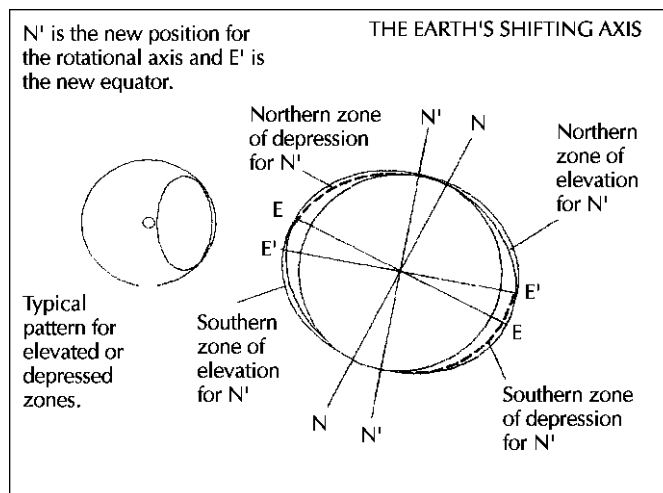 N' is the new position for
the rotational axis and E' is
the new equator.
THE EARTH'S SHIFTING AXIS
Northern zone
of depression
for N'
N'
N
Northern
zone of
elevation
for N'
E
E'
E'
E
Typical
pattern for
elevated or
depressed
zones.
Southern
zone of
elevation
for N'
N
N'
Southern
zone of
depression
for N'